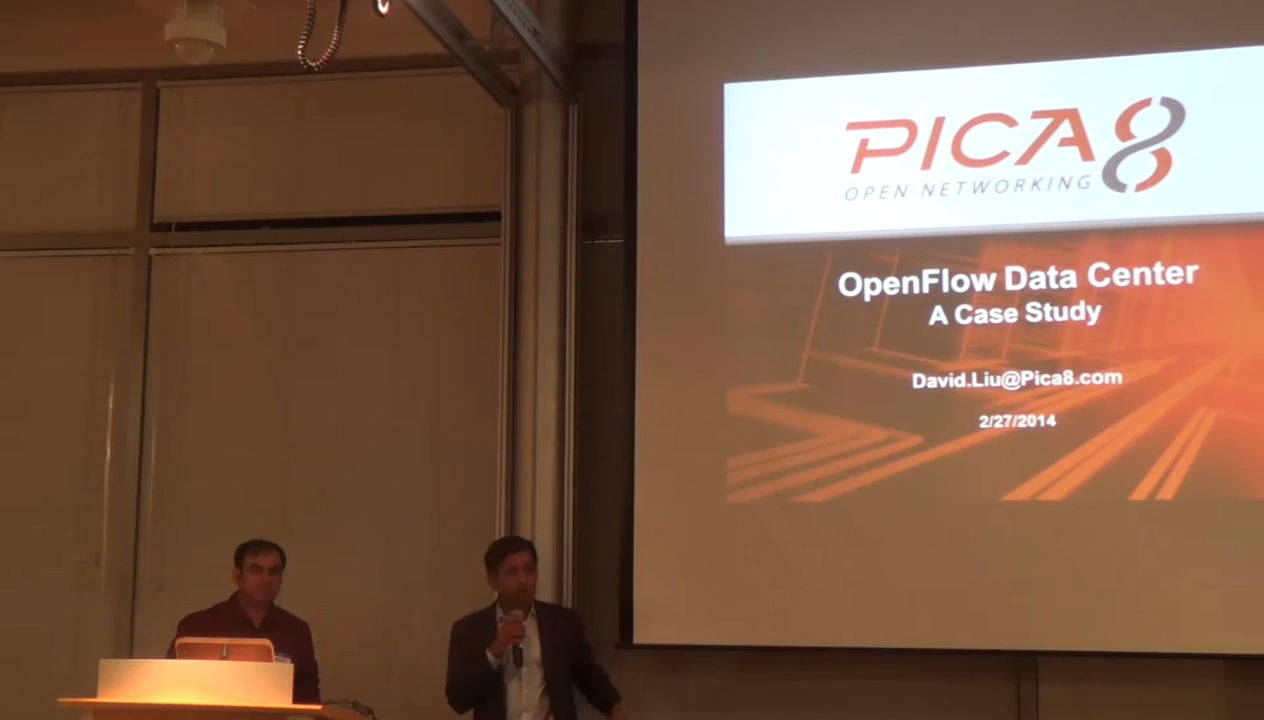 PICA8
OPEN NETWORKING
OpenFlow Data Center
A Case Study
David.Liu@Pica8.com
2/27/2014